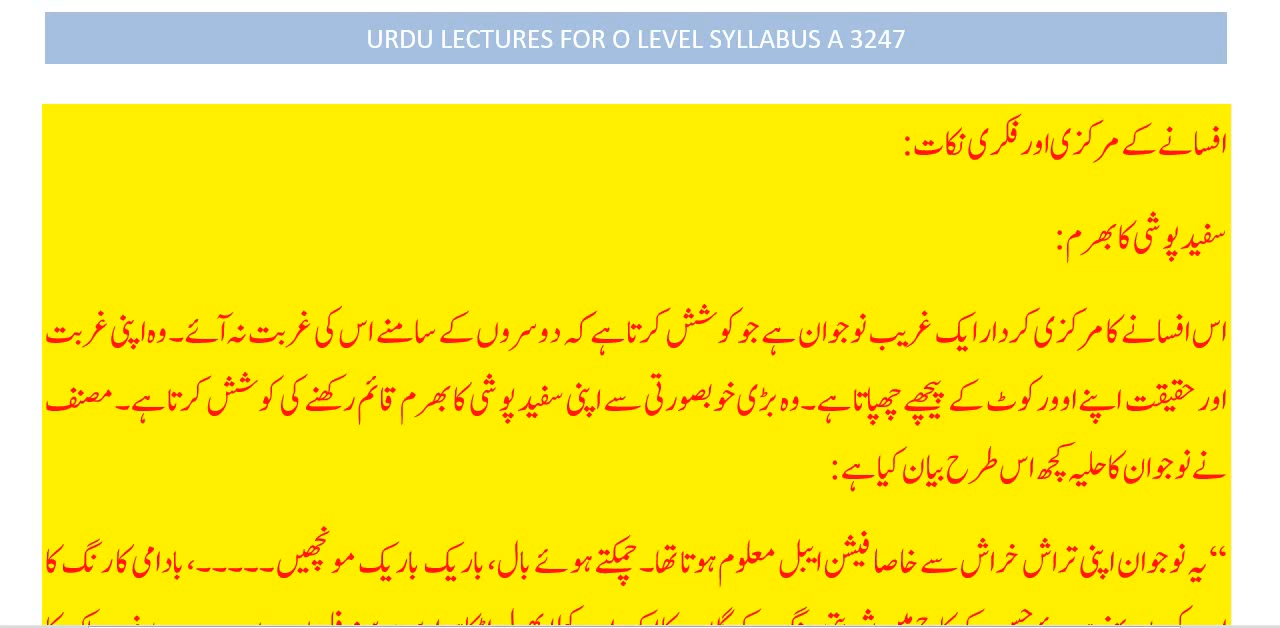 URDU LECTURES FOR O LEVEL SYLLABUS A 3247
افسانے کے مرکزی اور فکری نکات:
سفید پوشی کا بھرم:
اس افسانے کا مرکزی کردار ایک غریب نوجوان ہے جو کوشش کرتا ہے کہ دوسروں کے سامنے اس کی غربت نہ آئے۔ وہ اپنی غربت
اور حقیقت اپنے اوور کوٹ کے پیچھے چھپاتا ہے۔ وہ بڑی خوبصورتی سے اپنی سفید پوشی کا بھرم قائم رکھنے کی کوشش کرتا ہے۔ مصنف
نے نوجوان کا حلیہ کچھ اس طرح بیان کیا ہے:
“یہ نوجوان اپنی تراش خراش سے خاصا فیشن ایبل معلوم ہوتا تھا۔ چمکتے ہوئے بال، باریک باریک مونچھیں۔۔۔۔۔، بادامی کا رنگ کا